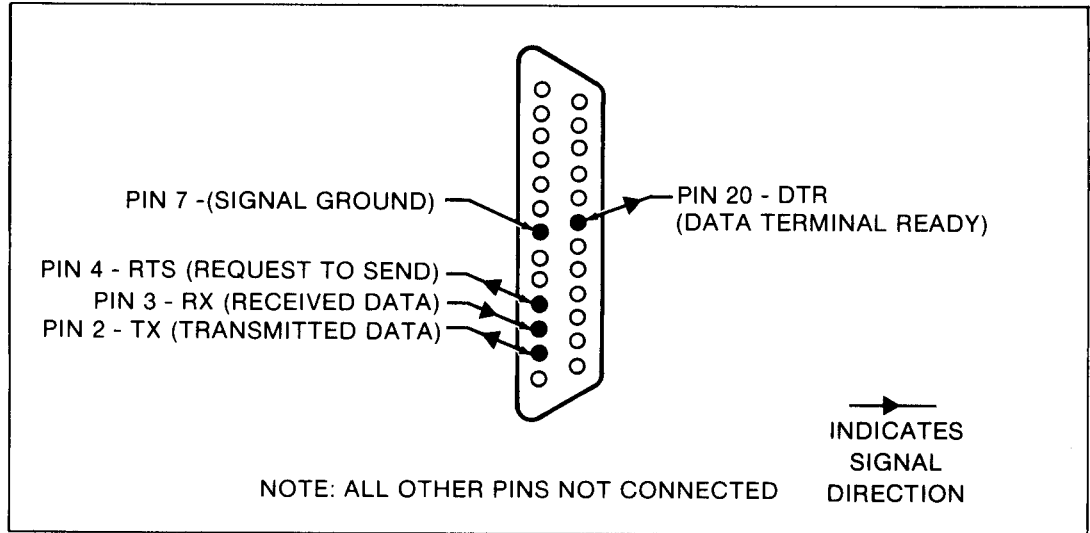 PIN 7 -(SIGNAL GROUND)
PIN 20 - DTR
(DATA TERMINAL READY)
PIN 4 - RTS (REQUEST TO SEND)
PIN 3 - RX (RECEIVED DATA)
PIN 2 - TX (TRANSMITTED DATA)
INDICATES
SIGNAL
DIRECTION
NOTE: ALL OTHER PINS NOT CONNECTED